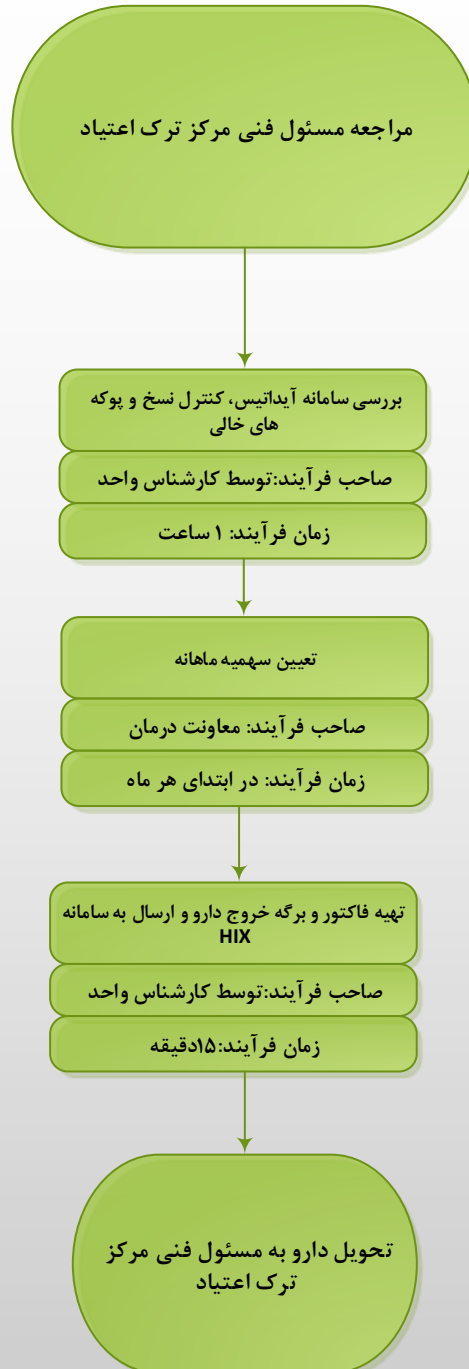 مراجعه مسئول فنی مرکز ترک اعتیاد
بررسی سامانه آیداتیس، کنترل نسخ و پوکه
های خالی
صاحب فرآیند:توسط کارشناس واحد
زمان فرآیند: ۱ ساعت
تعیین سهمیه ماهانه
صاحب فرآیند: معاونت درمان
زمان فرآیند: در ابتدای هر ماه
تهیه فاکتور و برگه خروج دارو و ارسال به سامانه
HIX
صاحب فرآیند:توسط کارشناس واحد
زمان فرآیند:۱۵دقیقه
تحویل دارو به مسئول فنی مرکز
ترک اعتیاد